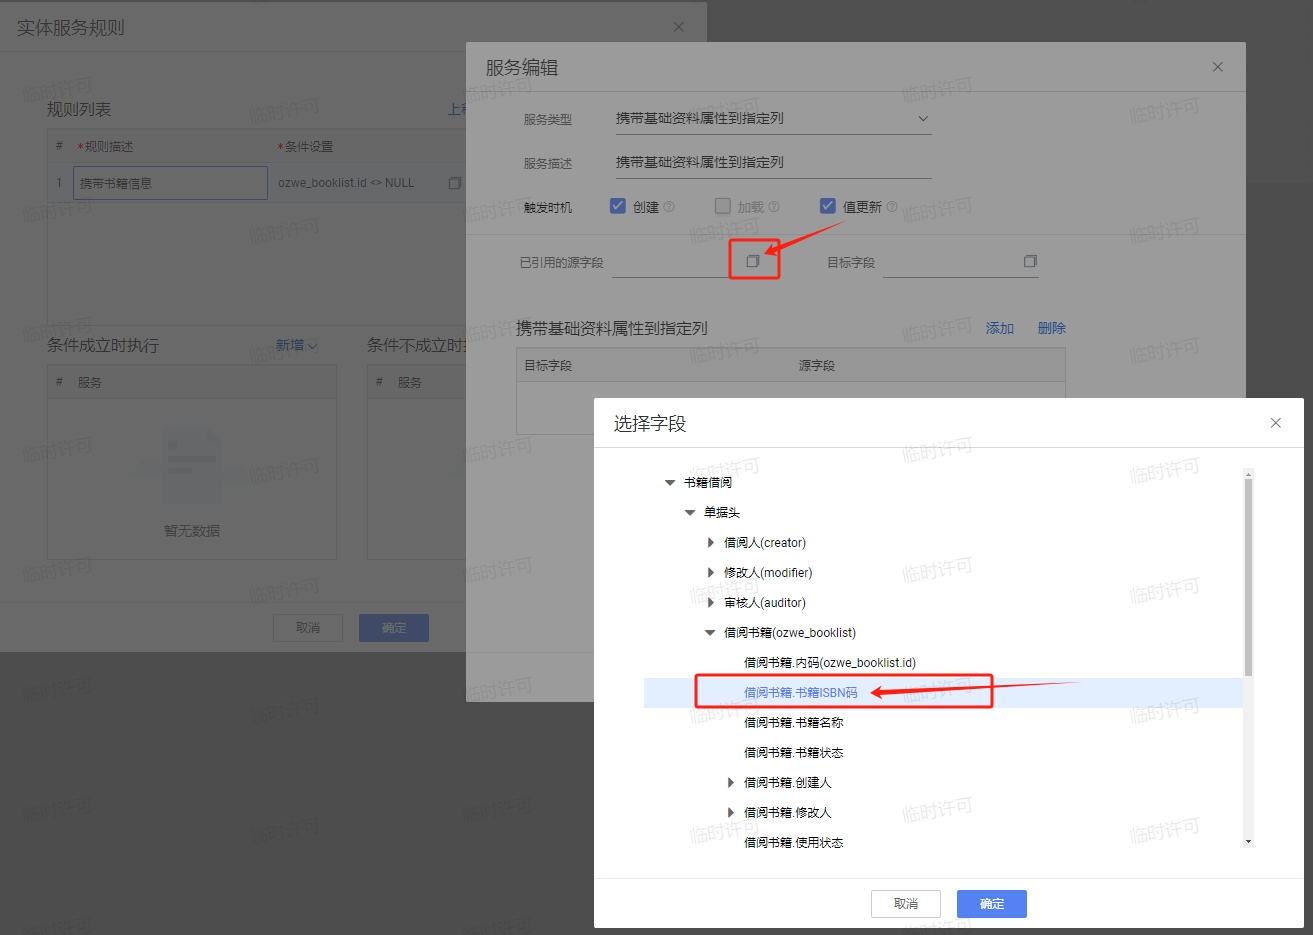 实体服务规则
规则列表
上移
# *规则描述 *条件设置
1 携带书籍信息 ozwe_booklist.id <> NULL
条件成立时执行 新增 条件不成立时
# 服务 # 服务
暂无数据
取消 确定
服务编辑
服务类型 携带基础资料属性到指定列
服务描述 携带基础资料属性到指定列
触发时机 创建 加载 值更新
已引用的源字段 目标字段
携带基础资料属性到指定列 添加 删除
目标字段 源字段
选择字段
书籍借阅
单据头
借阅人(creator)
修改人(modifier)
审核人(auditor)
借阅书籍(ozwe_booklist)
借阅书籍.内码(ozwe_booklist.id)
借阅书籍.书籍ISBN码
借阅书籍.书籍名称
借阅书籍.书籍状态
借阅书籍.创建人
借阅书籍.修改人
借阅书籍.使用状态
取消 确定
临时许可